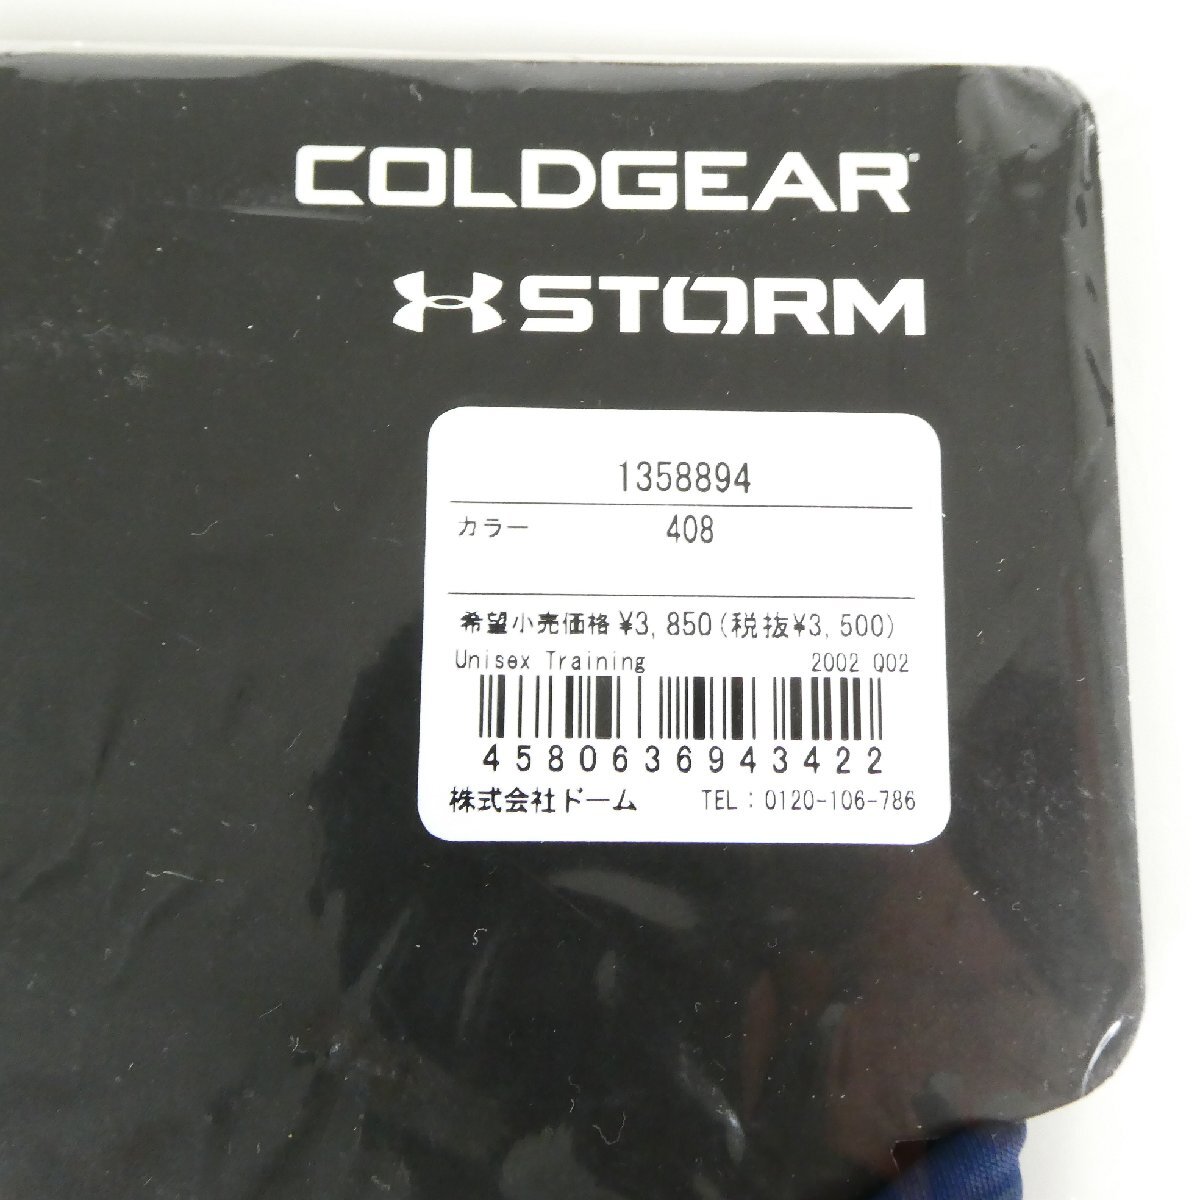 COLDGEAR
STORM
1358894
カラー 408
希望小売価格 ¥3,850(税抜¥3,500)
Unisex Training 2002 Q02
4580636943422
株式会社ドーム TEL:0120-106-786